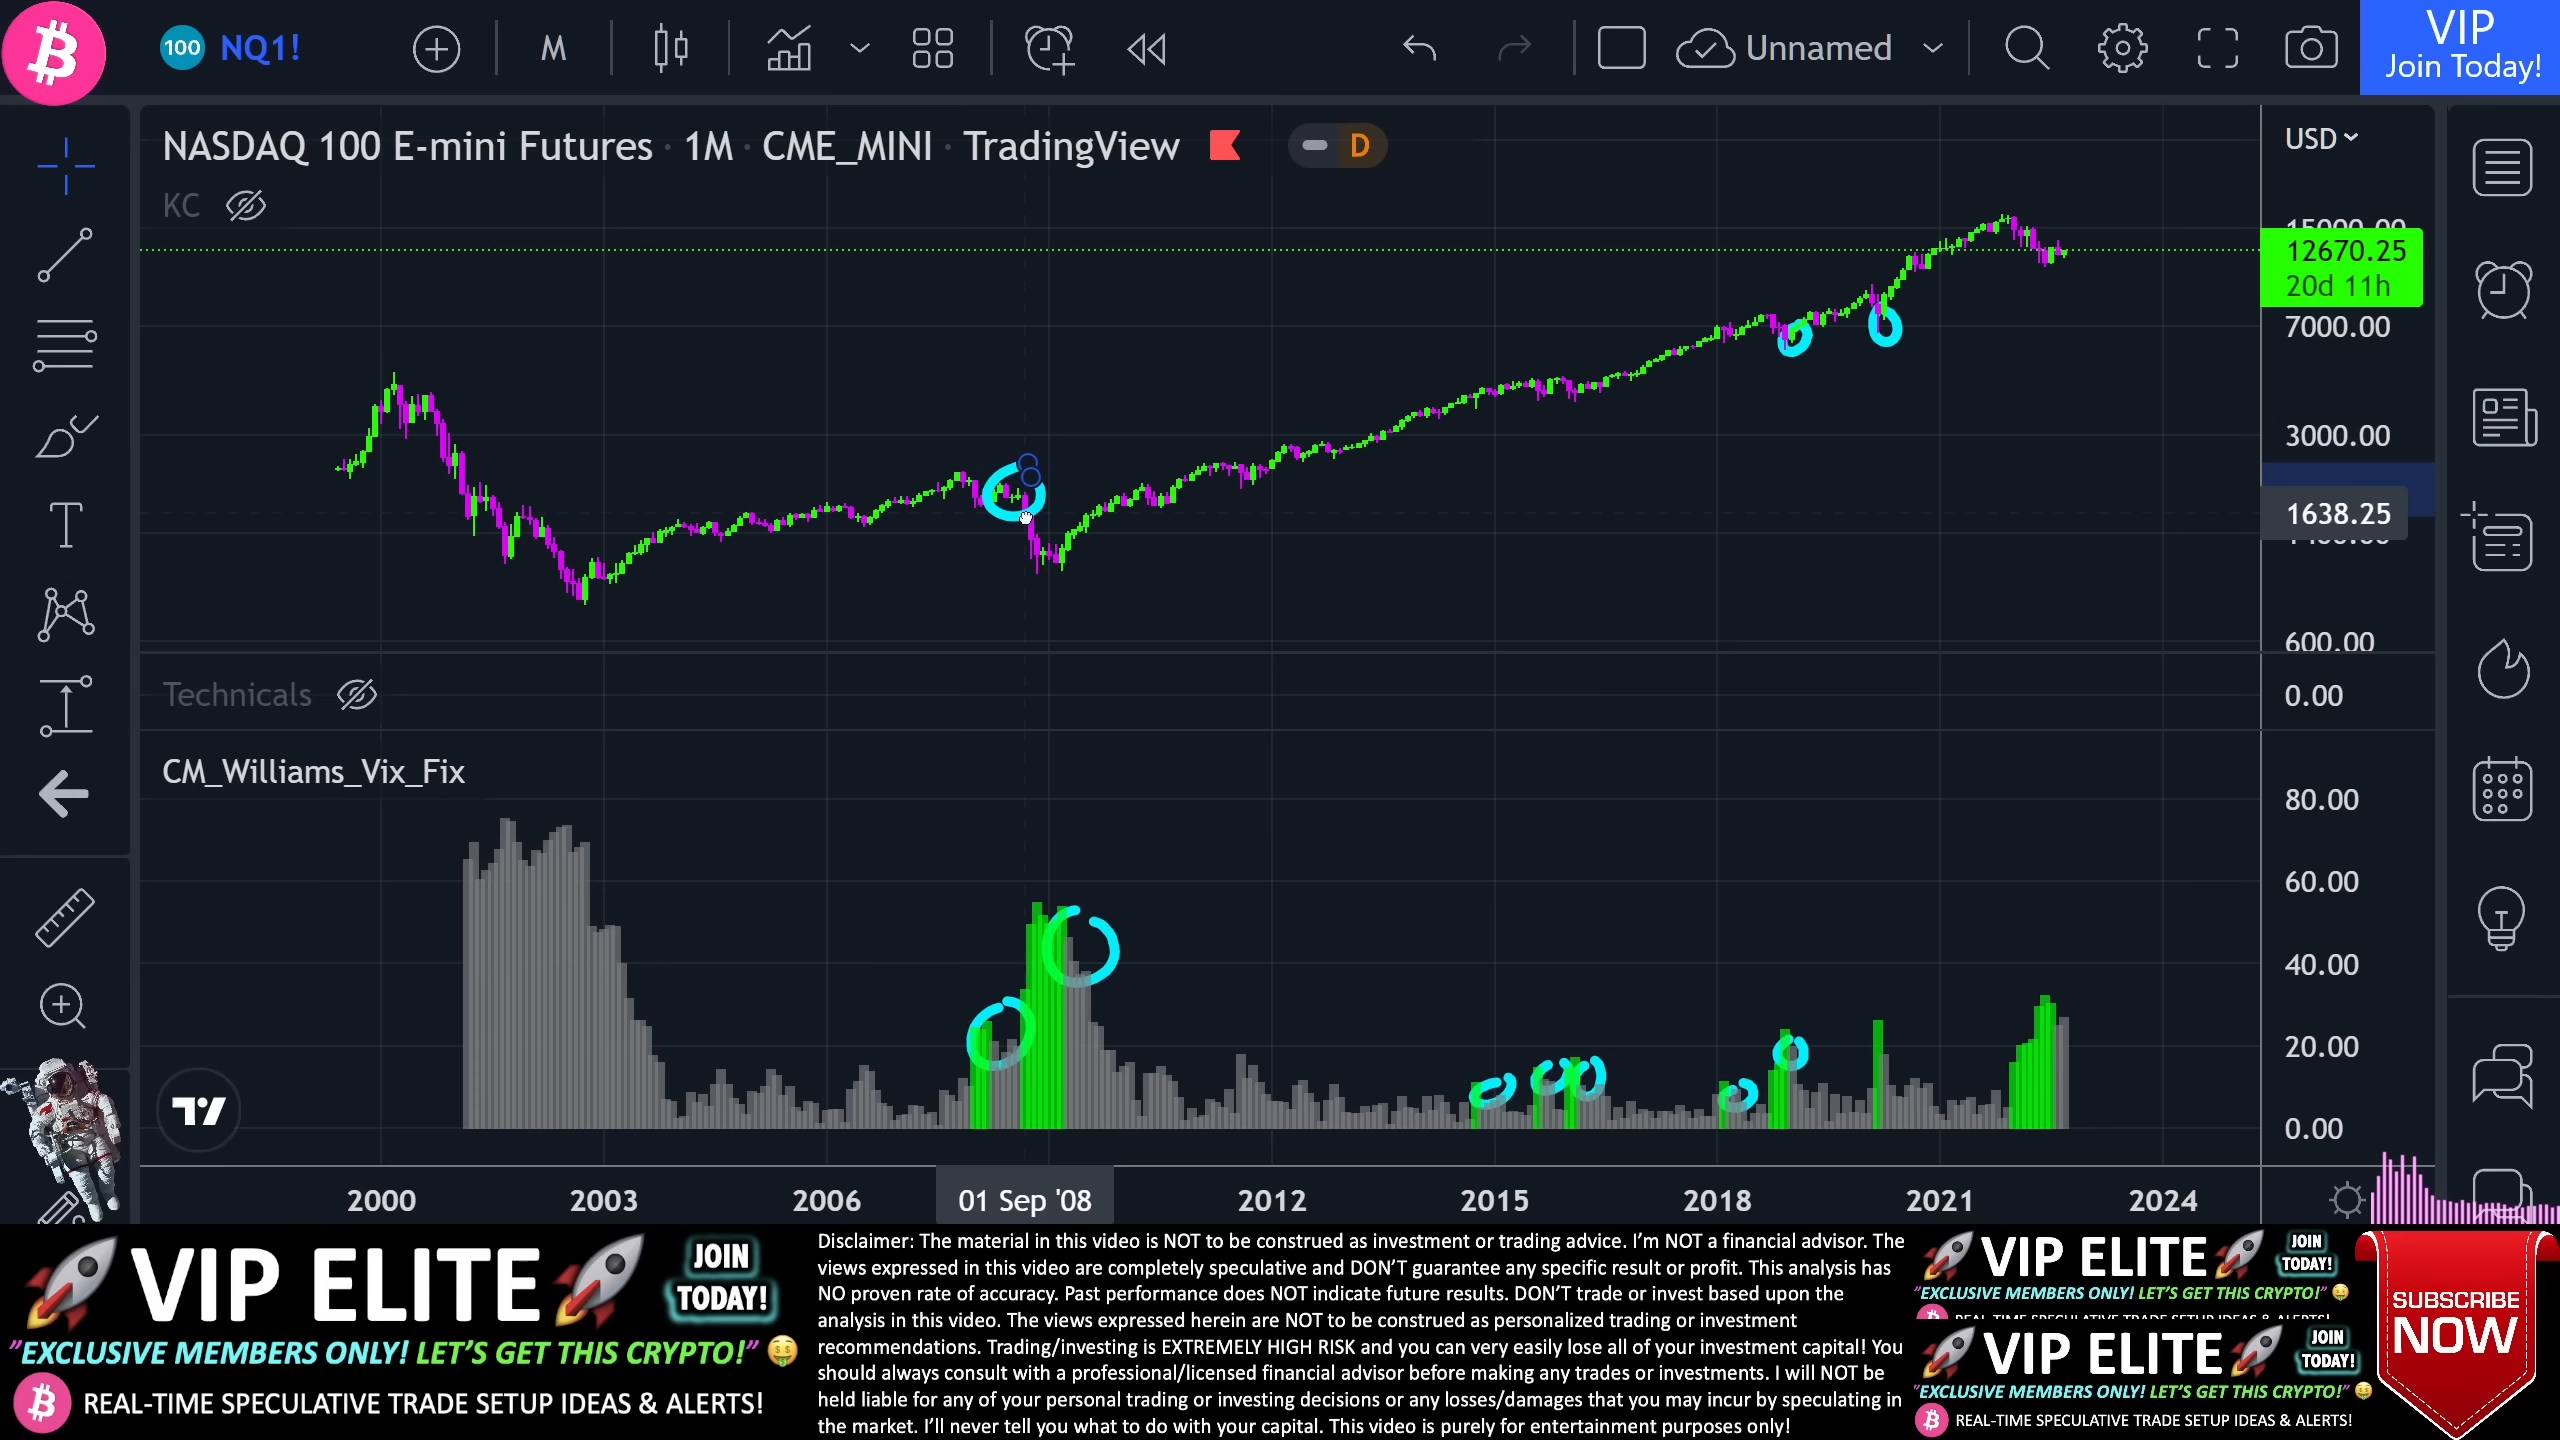 100 NQ1!
M
Unnamed
VIP
Join Today!
NASDAQ 100 E-mini Futures · 1M · CME_MINI · TradingView
D
USD
KC
15000.00
12670.25
20d 11h
7000.00
3000.00
1638.25
600.00
Technicals
0.00
CM_Williams_Vix_Fix
80.00
60.00
40.00
20.00
0.00
2000
2003
2006
01 Sep '08
2012
2015
2018
2021
2024
VIP ELITE
JOIN
TODAY!
"EXCLUSIVE MEMBERS ONLY! LET'S GET THIS CRYPTO!"
REAL-TIME SPECULATIVE TRADE SETUP IDEAS & ALERTS!
Disclaimer: The material in this video is NOT to be construed as investment or trading advice. I'm NOT a financial advisor. The
views expressed in this video are completely speculative and DON'T guarantee any specific result or profit. This analysis has
NO proven rate of accuracy. Past performance does NOT indicate future results. DON'T trade or invest based upon the
analysis in this video. The views expressed herein are NOT to be construed as personalized trading or investment
recommendations. Trading/investing is EXTREMELY HIGH RISK and you can very easily lose all of your investment capital! You
should always consult with a professional/licensed financial advisor before making any trades or investments. I will NOT be
held liable for any of your personal trading or investing decisions or any losses/damages that you may incur by speculating in
the market. I'll never tell you what to do with your capital. This video is purely for entertainment purposes only!
VIP ELITE
JOIN
TODAY!
"EXCLUSIVE MEMBERS ONLY! LET'S GET THIS CRYPTO!"
VIP ELITE
JOIN
TODAY!
"EXCLUSIVE MEMBERS ONLY! LET'S GET THIS CRYPTO!"
REAL-TIME SPECULATIVE TRADE SETUP IDEAS & ALERTS!
SUBSCRIBE
NOW